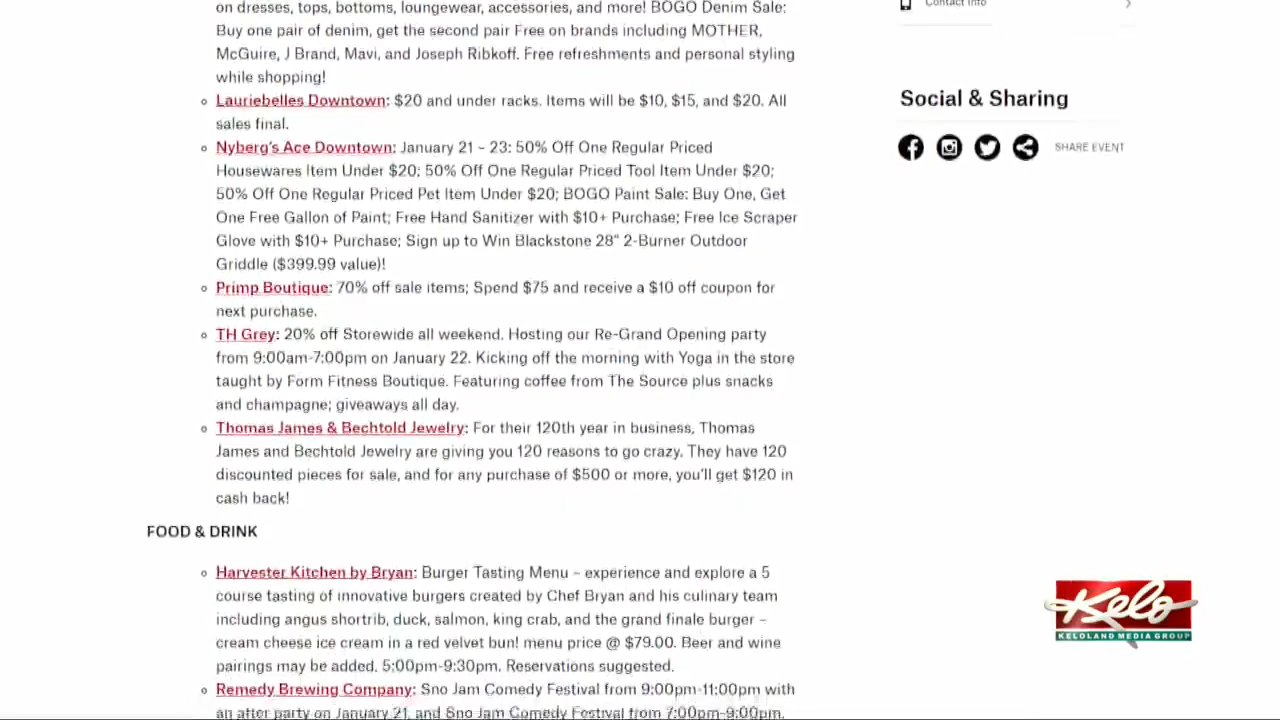 on dresses, tops, bottoms, loungewear, accessories, and more! BOGO Denim Sale:
Buy one pair of denim, get the second pair Free on brands including MOTHER,
McGuire, J Brand, Mavi, and Joseph Ribkoff. Free refreshments and personal styling
while shopping!
Lauriebelles Downtown: $20 and under racks. Items will be $10, $15, and $20. All
sales final.
Nyberg's Ace Downtown: January 21 – 23: 50% Off One Regular Priced
Housewares Item Under $20; 50% Off One Regular Priced Tool Item Under $20;
50% Off One Regular Priced Pet Item Under $20; BOGO Paint Sale: Buy One, Get
One Free Gallon of Paint; Free Hand Sanitizer with $10+ Purchase; Free Ice Scraper
Glove with $10+ Purchase; Sign up to Win Blackstone 28" 2-Burner Outdoor
Griddle ($399.99 value)!
Primp Boutique: 70% off sale items; Spend $75 and receive a $10 off coupon for
next purchase.
TH Grey: 20% off Storewide all weekend. Hosting our Re-Grand Opening party
from 9:00am-7:00pm on January 22. Kicking off the morning with Yoga in the store
taught by Form Fitness Boutique. Featuring coffee from The Source plus snacks
and champagne; giveaways all day.
Thomas James & Bechtold Jewelry: For their 120th year in business, Thomas
James and Bechtold Jewelry are giving you 120 reasons to go crazy. They have 120
discounted pieces for sale, and for any purchase of $500 or more, you'll get $120 in
cash back!
FOOD & DRINK
Harvester Kitchen by Bryan: Burger Tasting Menu – experience and explore a 5
course tasting of innovative burgers created by Chef Bryan and his culinary team
including angus shortrib, duck, salmon, king crab, and the grand finale burger –
cream cheese ice cream in a red velvet bun! menu price @ $79.00. Beer and wine
pairings may be added. 5:00pm-9:30pm. Reservations suggested.
Remedy Brewing Company: Sno Jam Comedy Festival from 9:00pm-11:00pm with
an after party on January 21, and Sno Jam Comedy Festival from 7:00pm-9:00pm.
Contact Info
Social & Sharing
SHARE EVENT
Kelo
KELOLAND MEDIA GROUP